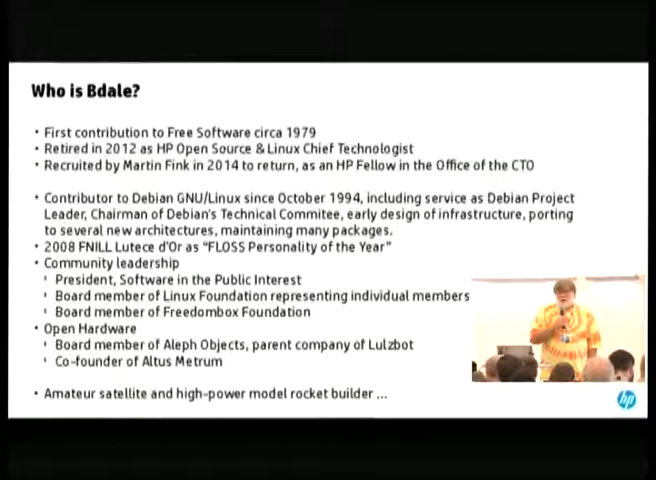 Who is Bdale?
• First contribution to Free Software circa 1979
• Retired in 2012 as HP Open Source & Linux Chief Technologist
• Recruited by Martin Fink in 2014 to return, as an HP Fellow in the Office of the CTO
• Contributor to Debian GNU/Linux since October 1994, including service as Debian Project
Leader, Chairman of Debian's Technical Commitee, early design of infrastructure, porting
to several new architectures, maintaining many packages.
• 2008 FNILL Lutece d'Or as "FLOSS Personality of the Year"
• Community leadership
' President, Software in the Public Interest
' Board member of Linux Foundation representing individual members
' Board member of Freedombox Foundation
• Open Hardware
' Board member of Aleph Objects, parent company of Lulzbot
' Co-founder of Altus Metrum
• Amateur satellite and high-power model rocket builder ...
hp